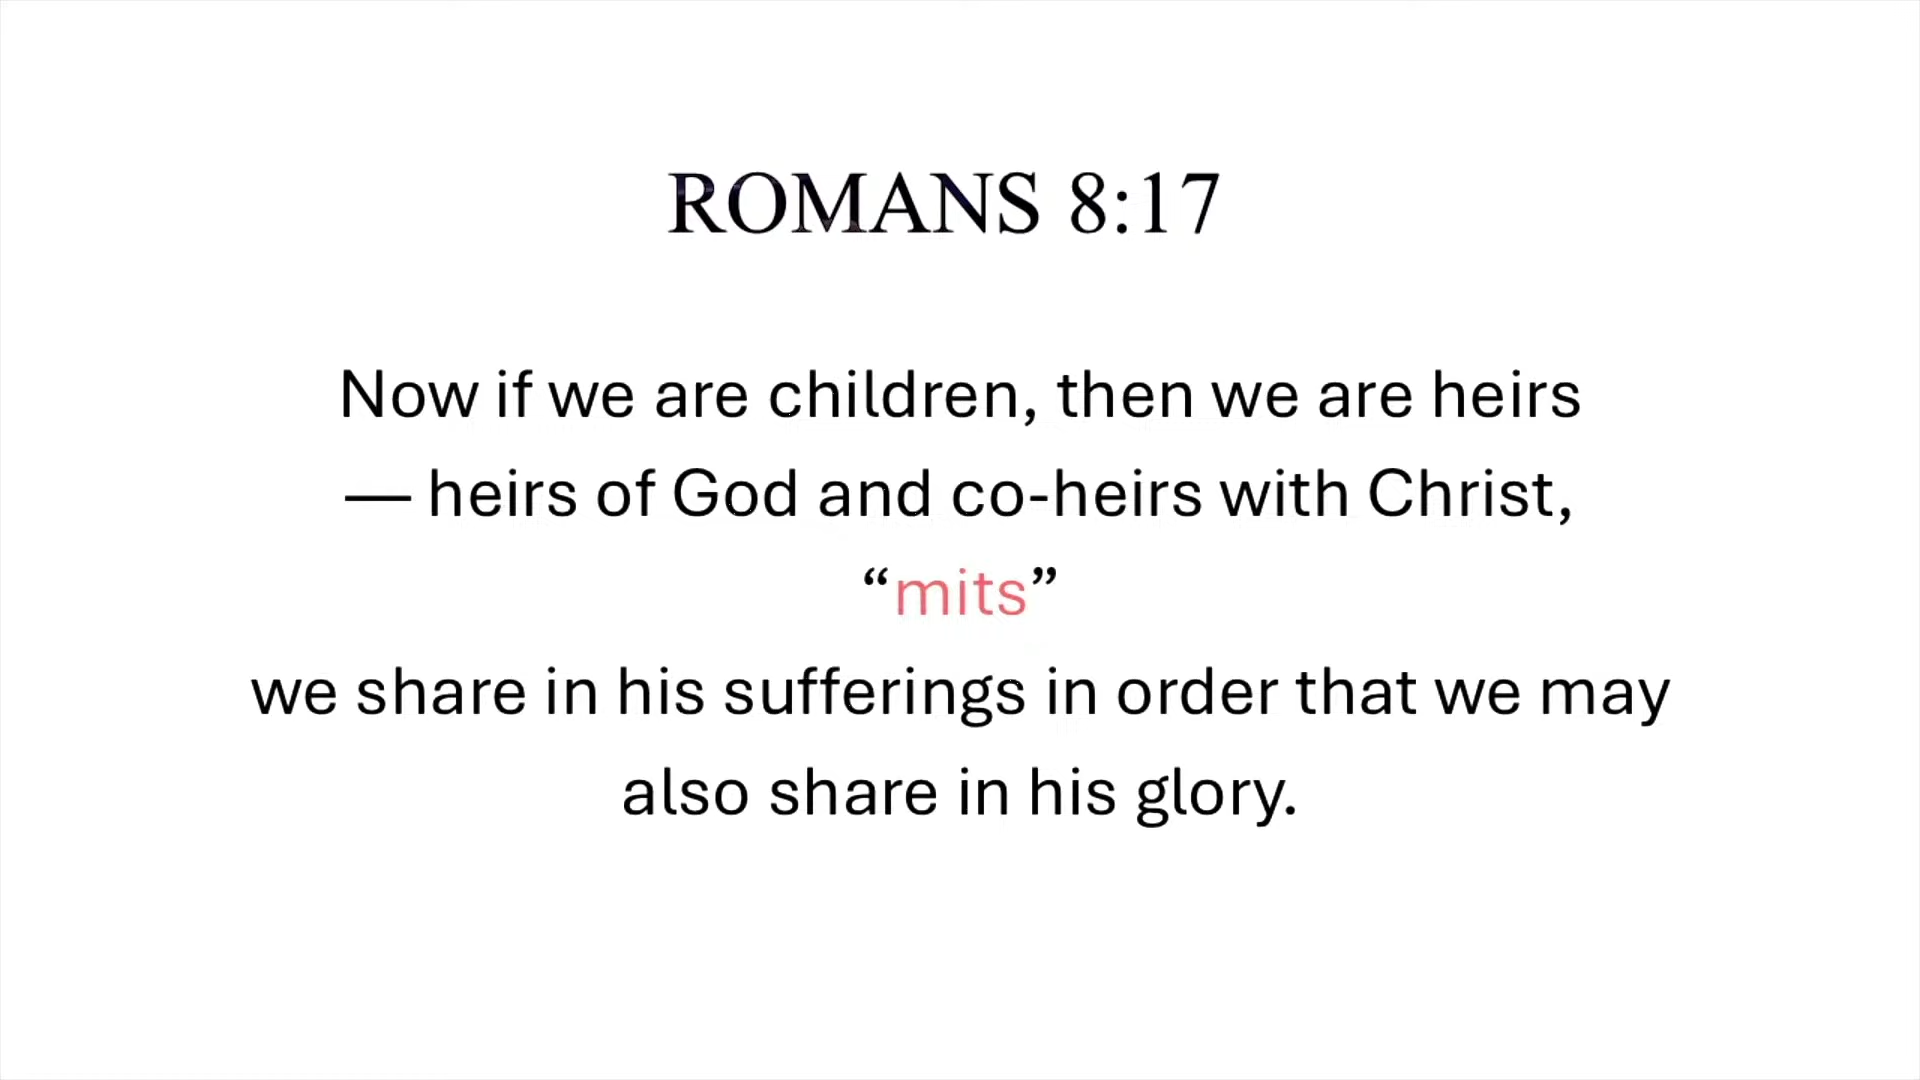 ROMANS 8:17
Now if we are children, then we are heirs
— heirs of God and co-heirs with Christ,
“mits”
we share in his sufferings in order that we may
also share in his glory.